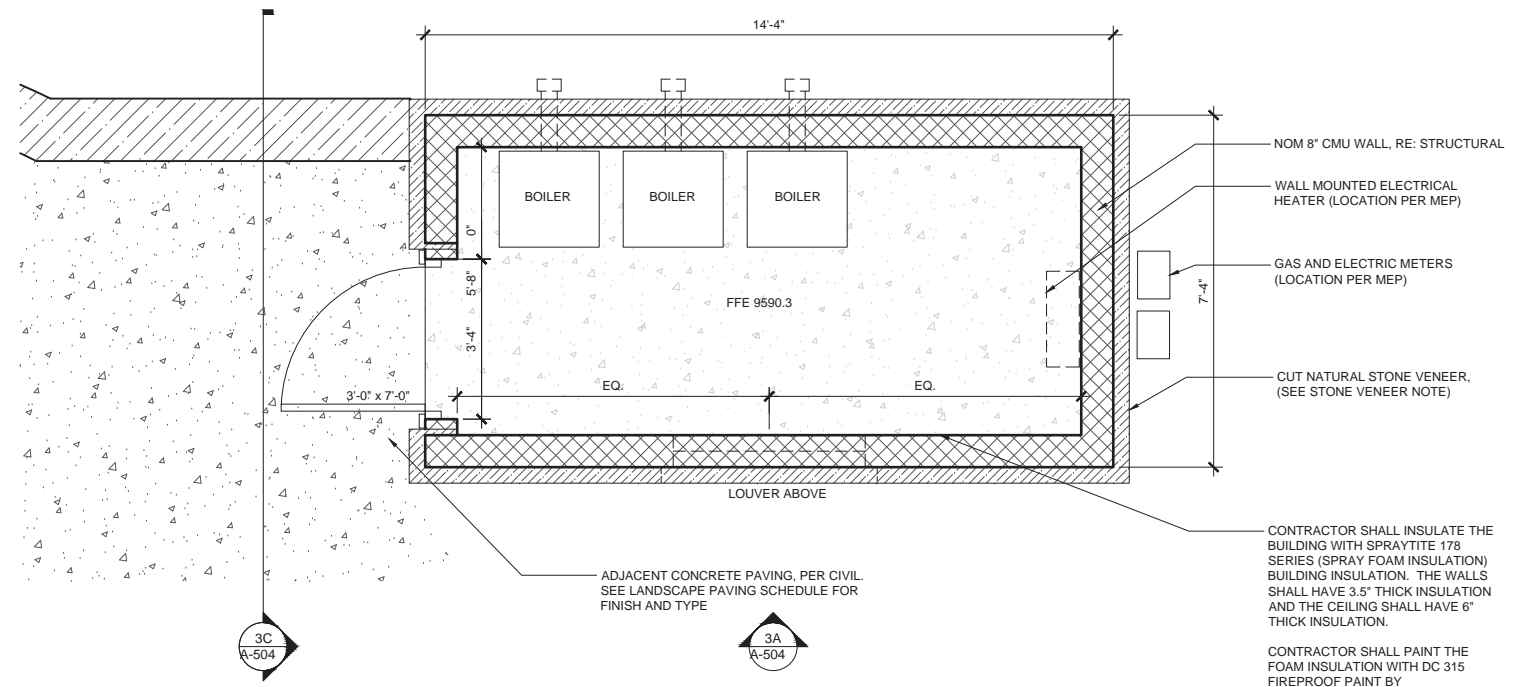 14'-4"
NOM 8" CMU WALL, RE: STRUCTURAL
WALL MOUNTED ELECTRICAL
HEATER (LOCATION PER MEP)
BOILER
BOILER
BOILER
0"
5'-8"
3'-4"
GAS AND ELECTRIC METERS
(LOCATION PER MEP)
7'-4"
FFE 9590.3
EQ.
EQ.
3'-0" x 7'-0"
CUT NATURAL STONE VENEER,
(SEE STONE VENEER NOTE)
LOUVER ABOVE
CONTRACTOR SHALL INSULATE THE
BUILDING WITH SPRAYTITE 178
SERIES (SPRAY FOAM INSULATION)
BUILDING INSULATION. THE WALLS
SHALL HAVE 3.5" THICK INSULATION
AND THE CEILING SHALL HAVE 6"
THICK INSULATION.
ADJACENT CONCRETE PAVING, PER CIVIL.
SEE LANDSCAPE PAVING SCHEDULE FOR
FINISH AND TYPE
3C
A-504
3A
A-504
CONTRACTOR SHALL PAINT THE
FOAM INSULATION WITH DC 315
FIREPROOF PAINT BY